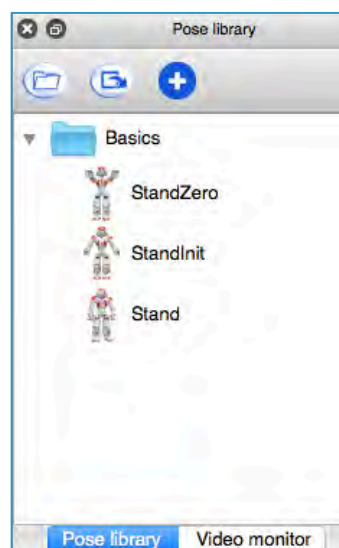 Pose library
Basics
StandZero
StandInit
Stand
Pose library Video monitor